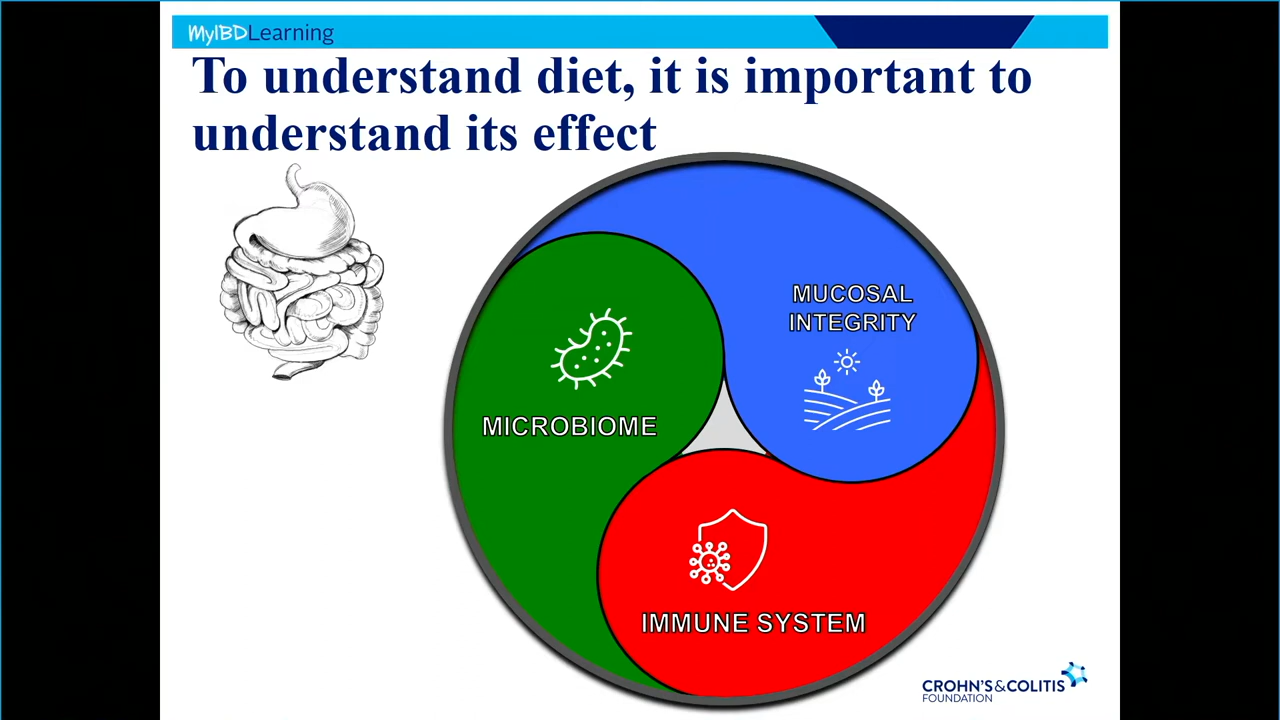 MyIBDLearning
To understand diet, it is important to
understand its effect
MUCOSAL
INTEGRITY
MICROBIOME
IMMUNE SYSTEM
CROHN'S&COLITIS
FOUNDATION